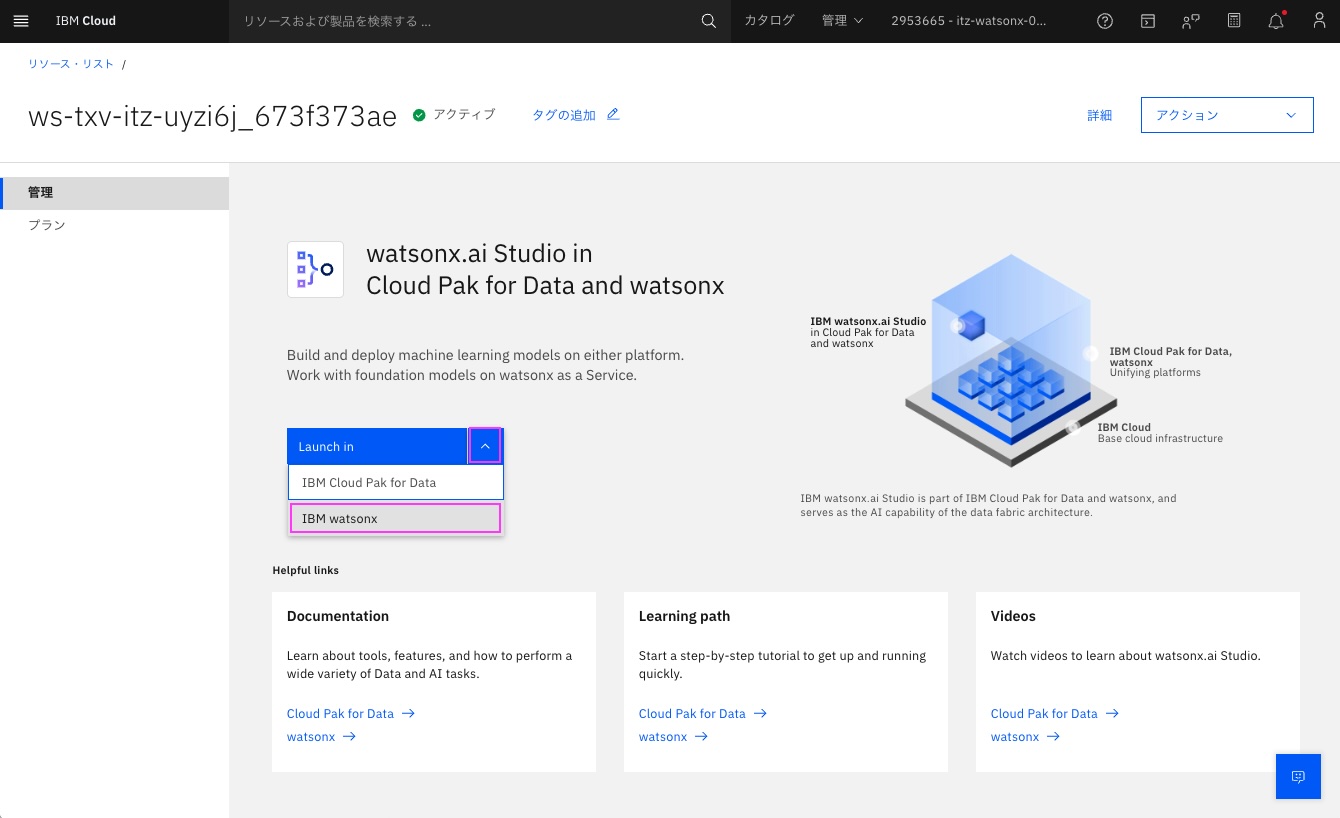 IBM Cloud
リソースおよび製品を検索する ...
カタログ
管理
2953665 - itz-watsonx-0...
リソース・リスト /
ws-txv-itz-uyzi6j_673f373ae
アクティブ
タグの追加
詳細
アクション
管理
プラン
watsonx.ai Studio in
Cloud Pak for Data and watsonx
Build and deploy machine learning models on either platform.
Work with foundation models on watsonx as a Service.
Launch in
IBM Cloud Pak for Data
IBM watsonx
IBM watsonx.ai Studio
in Cloud Pak for Data
and watsonx
IBM Cloud Pak for Data,
watsonx
Unifying platforms
IBM Cloud
Base cloud infrastructure
IBM watsonx.ai Studio is part of IBM Cloud Pak for Data and watsonx, and
serves as the AI capability of the data fabric architecture.
Helpful links
Documentation
Learn about tools, features, and how to perform a
wide variety of Data and AI tasks.
Cloud Pak for Data
watsonx
Learning path
Start a step-by-step tutorial to get up and running
quickly.
Cloud Pak for Data
watsonx
Videos
Watch videos to learn about watsonx.ai Studio.
Cloud Pak for Data
watsonx